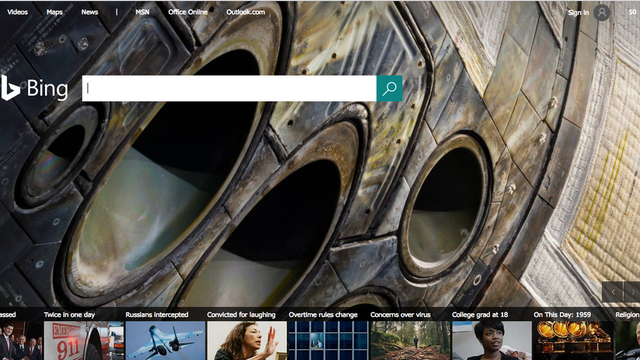 Videos Maps News | MSN Office Online Outlook.com Sign in
Bing
assed Twice in one day Russians intercepted Convicted for laughing Overtime rules change Concerns over virus College grad at 18 On This Day: 1959 Religion
911